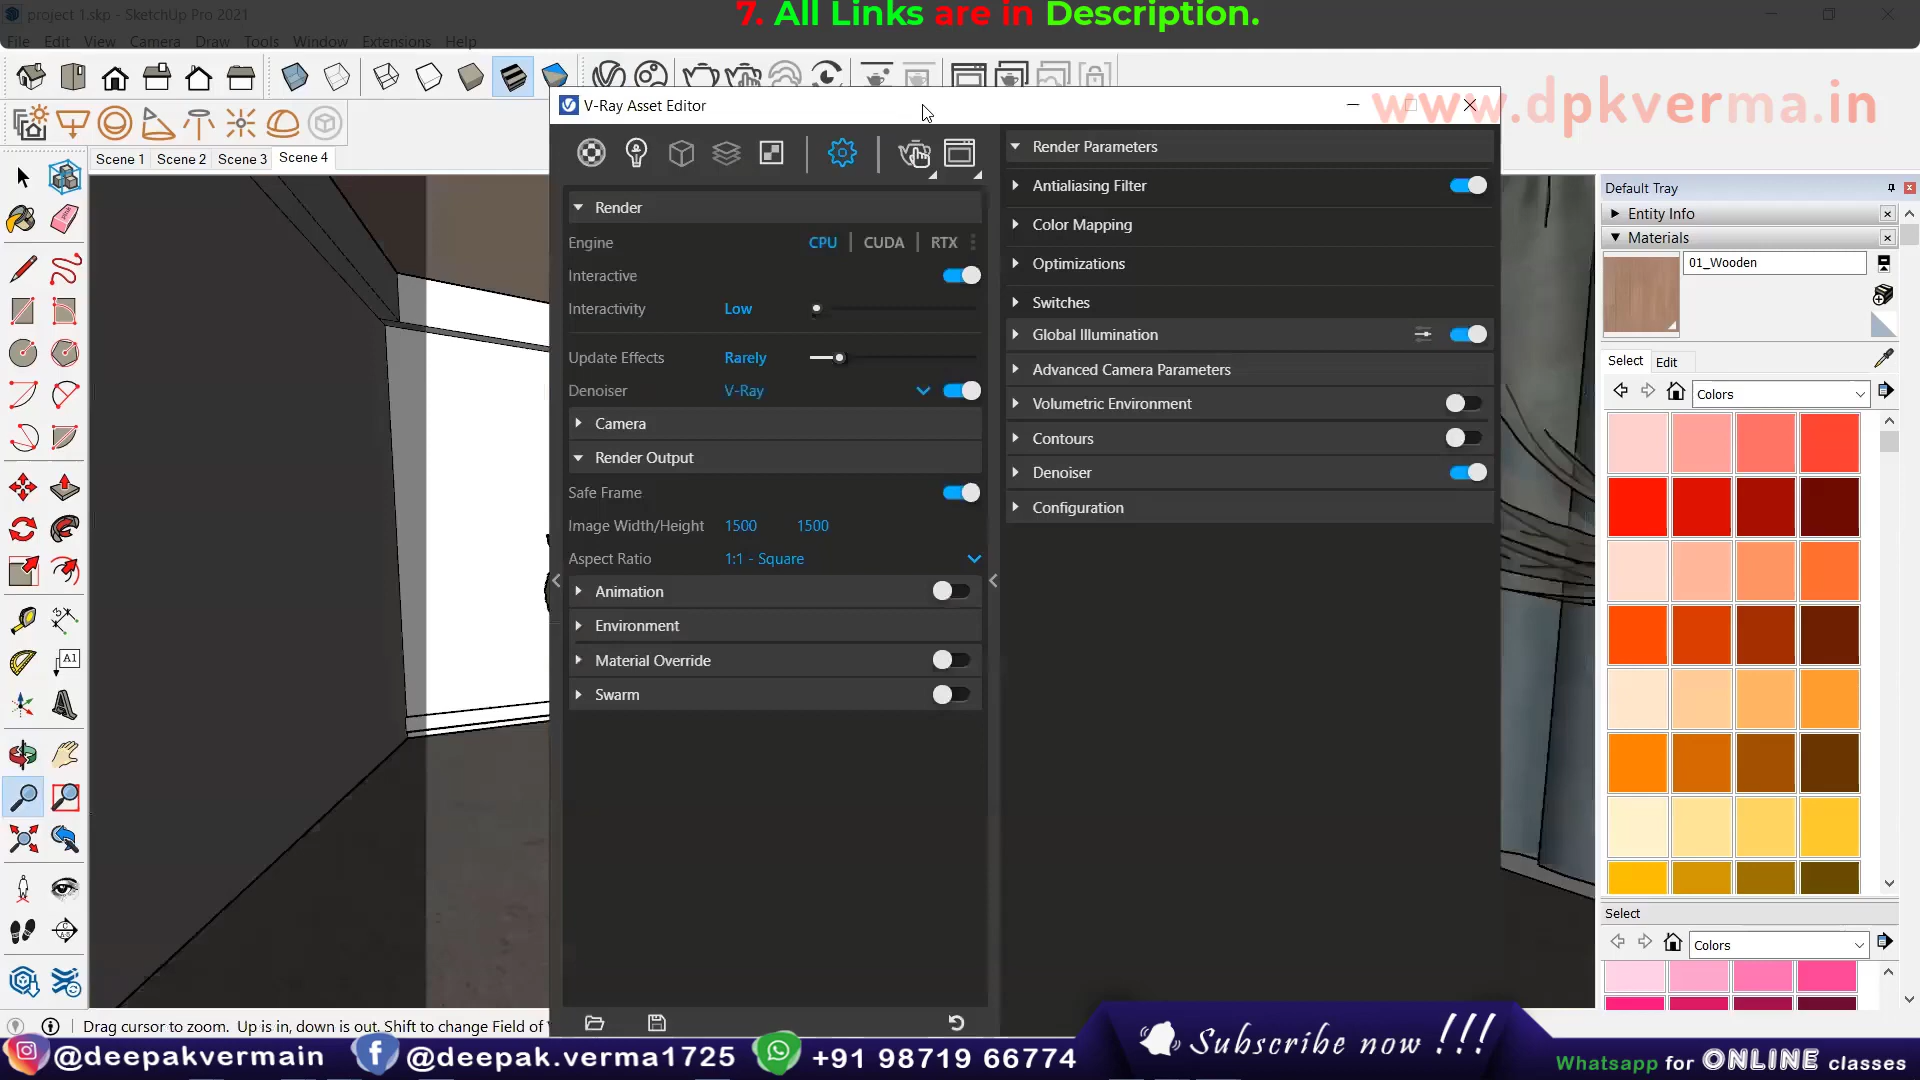 7. All Links are in Description.
project 1.skp - SketchUp Pro 2021
File Edit View Camera Draw Tools Window Extensions Help
www.dpkverma.in
V-Ray Asset Editor
Scene 1 Scene 2 Scene 3 Scene 4
Render
Engine CPU CUDA RTX
Interactive
Interactivity Low
Update Effects Rarely
Denoiser V-Ray
Camera
Render Output
Safe Frame
Image Width/Height 1500 1500
Aspect Ratio 1:1 - Square
Animation
Environment
Material Override
Swarm
Render Parameters
Antialiasing Filter
Color Mapping
Optimizations
Switches
Global Illumination
Advanced Camera Parameters
Volumetric Environment
Contours
Denoiser
Configuration
Default Tray
Entity Info
Materials
01_Wooden
Select Edit
Colors
Select
Colors
A1
Drag cursor to zoom. Up is in, down is out. Shift to change Field of
@deepakvermain @deepak.verma1725 +91 98719 66774
Subscribe now !!!
Whatsapp for ONLINE classes